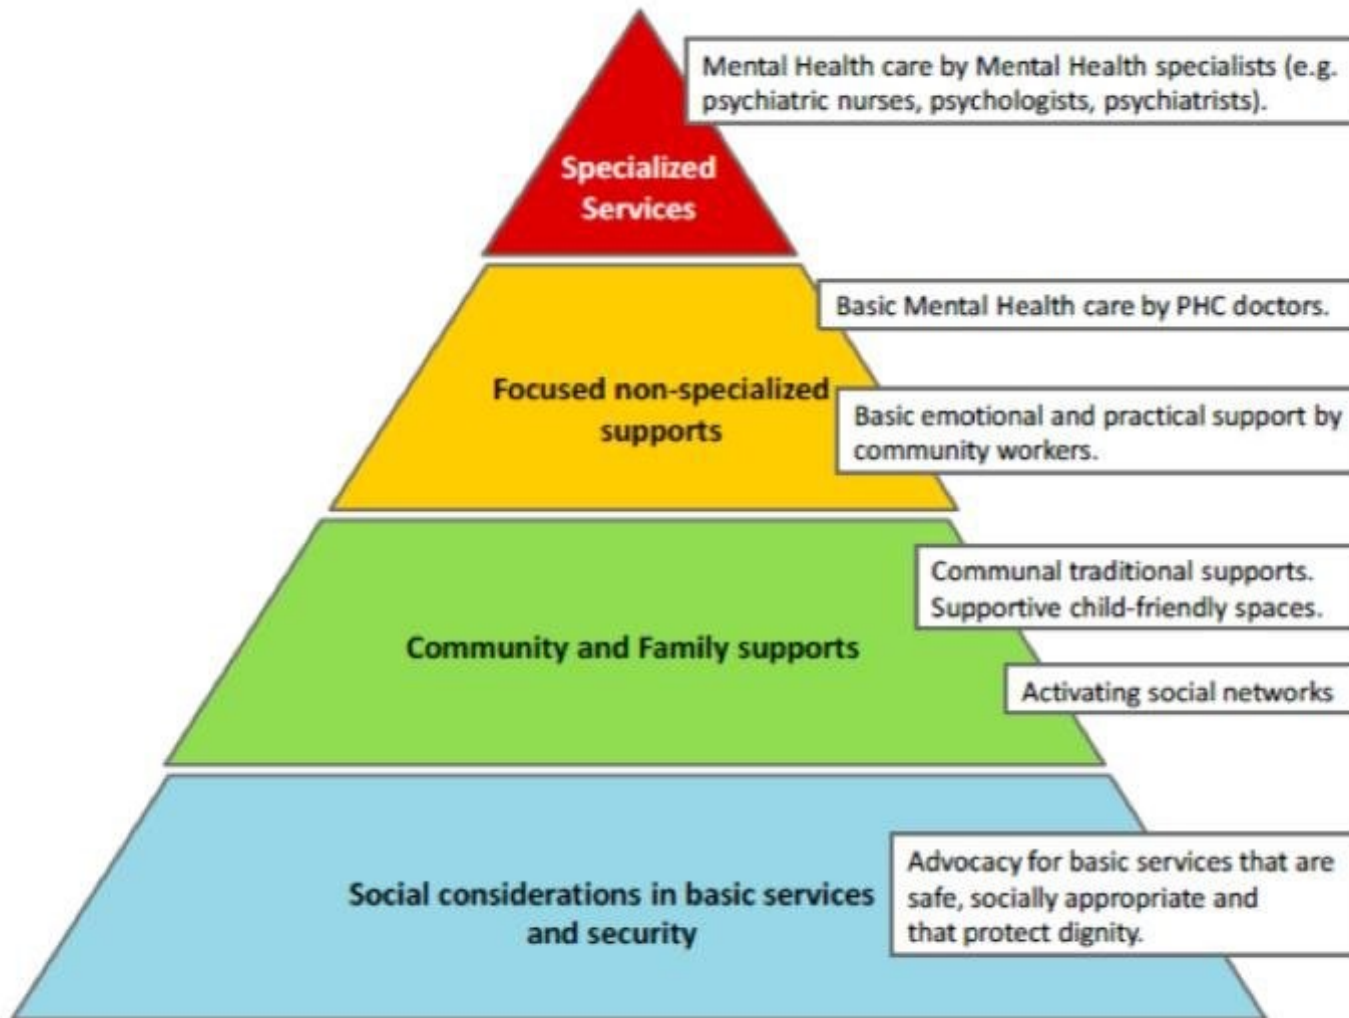 Mental Health care by Mental Health specialists (e.g.
psychiatric nurses, psychologists, psychiatrists).
Specialized
Services
Basic Mental Health care by PHC doctors.
Focused non-specialized
supports
Basic emotional and practical support by
community workers.
Communal traditional supports.
Supportive child-friendly spaces.
Community and Family supports
Activating social networks
Social considerations in basic services
and security
Advocacy for basic services that are
safe, socially appropriate and
that protect dignity.